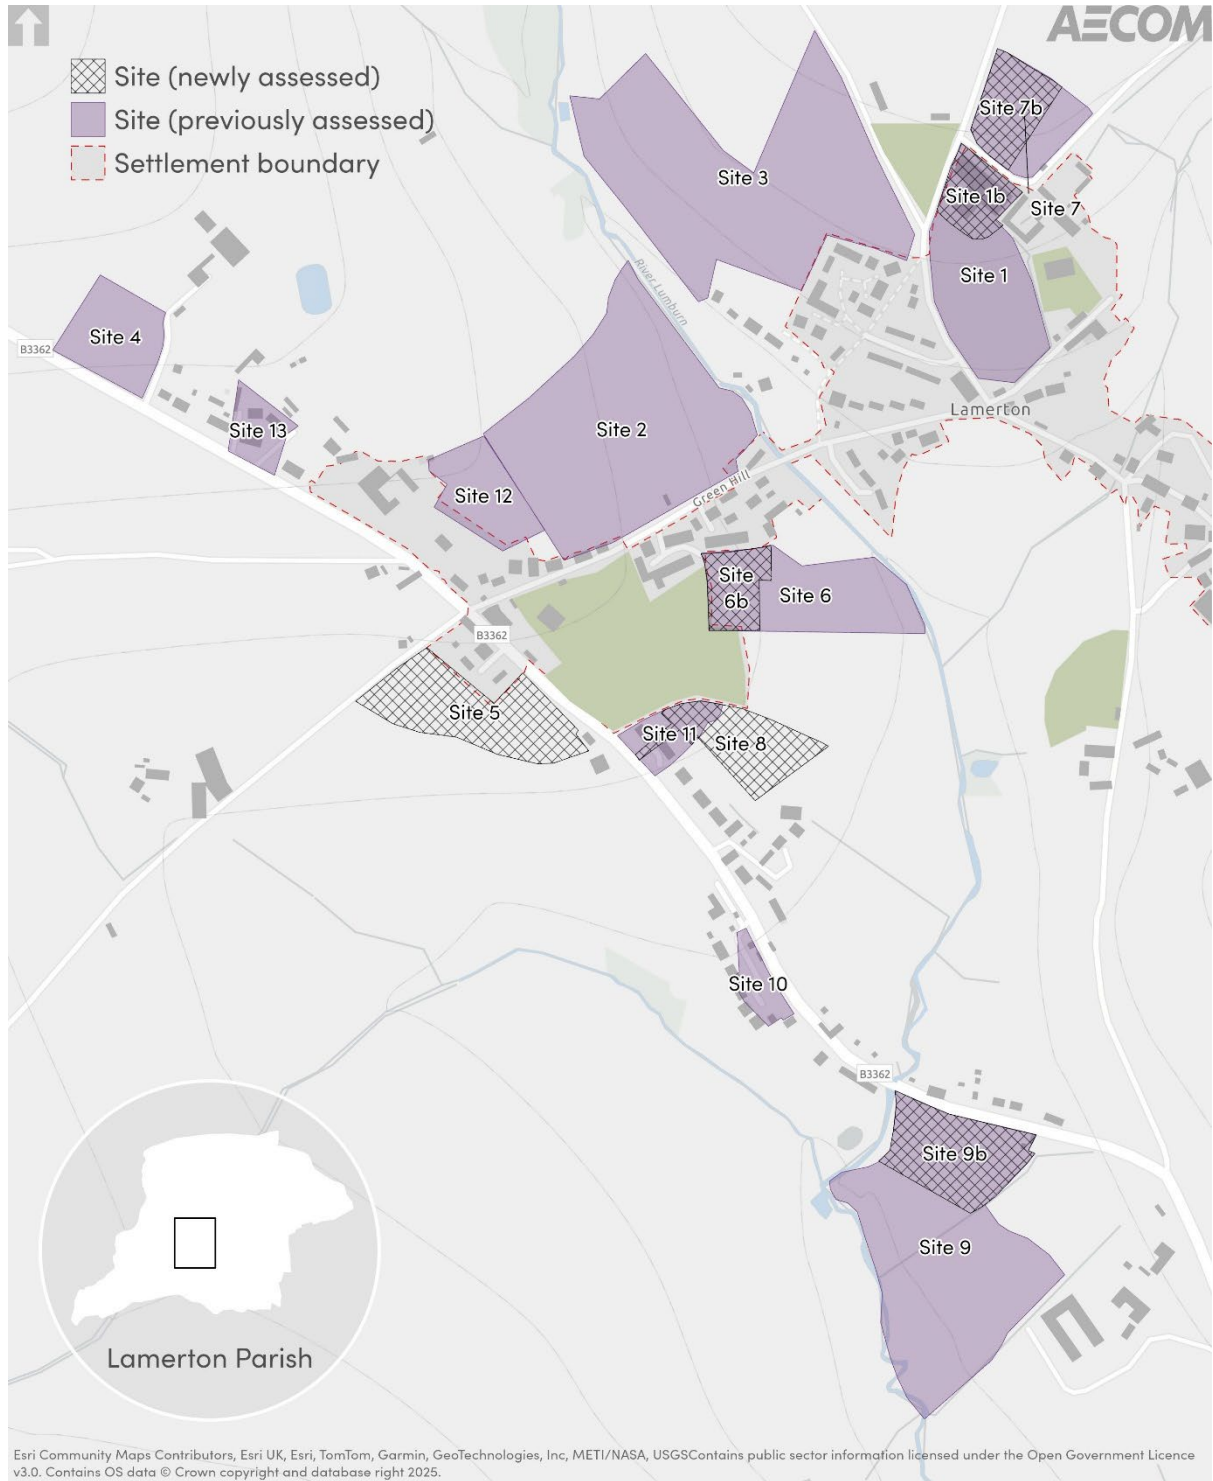 AECOM
Site (newly assessed)
Site (previously assessed)
Settlement boundary
Site 7b
Site 3
Site 1b
Site 7
Site 1
River Lumburn
Site 4
B3362
Lamerton
Site 13
Site 2
Site 12
Green Hill
Site
6b
Site 6
B3362
Site 5
Site 11
Site 8
Site 10
B3362
Site 9b
Site 9
Lamerton Parish
Esri Community Maps Contributors, Esri UK, Esri, TomTom, Garmin, GeoTechnologies, Inc, METI/NASA, USGSContains public sector information licensed under the Open Government Licence
v3.0. Contains OS data © Crown copyright and database right 2025.